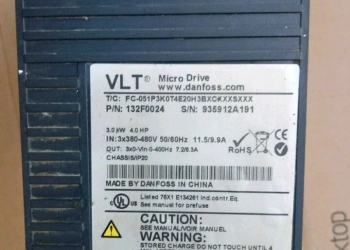 VLT® Micro Drive
www.danfoss.com
T/C: FC-051P3K0T4E20H3BXCXXXSXXX
P/N: 132F0024 S/N: 935912A191
3.0 kW 4.0 HP
IN: 3x380-480V 50/60Hz 11.5/9.9A
OUT: 3x0-Vin 0-400Hz 7.2/6.3A
CHASSIS/IP20
RoHS
MADE BY DANFOSS IN CHINA
Listed 76X1 E134261 Ind.contr.Eq.
See manual for prefuse
CAUTION:
SEE MANUAL/VOIR MANUEL
WARNING:
STORED CHARGE DO NOT TOUCH UNTIL 4